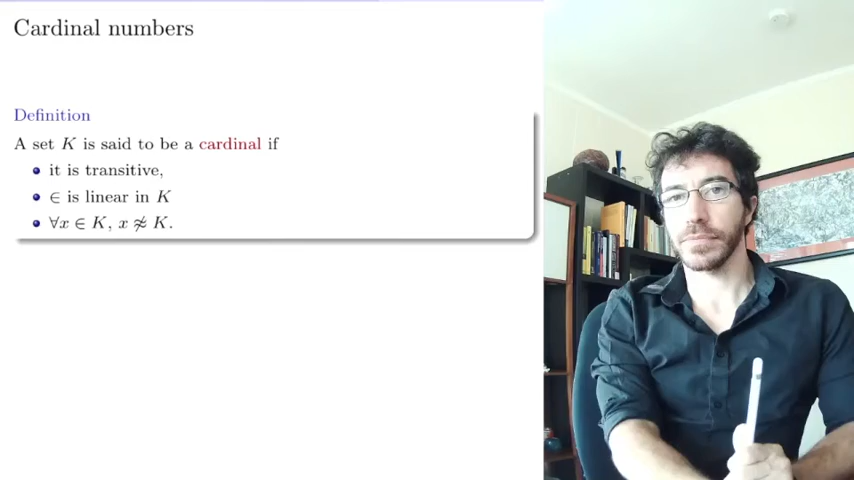 Cardinal numbers
Definition
A set K is said to be a cardinal if
it is transitive,
∈ is linear in K
∀x ∈ K, x ≉ K.